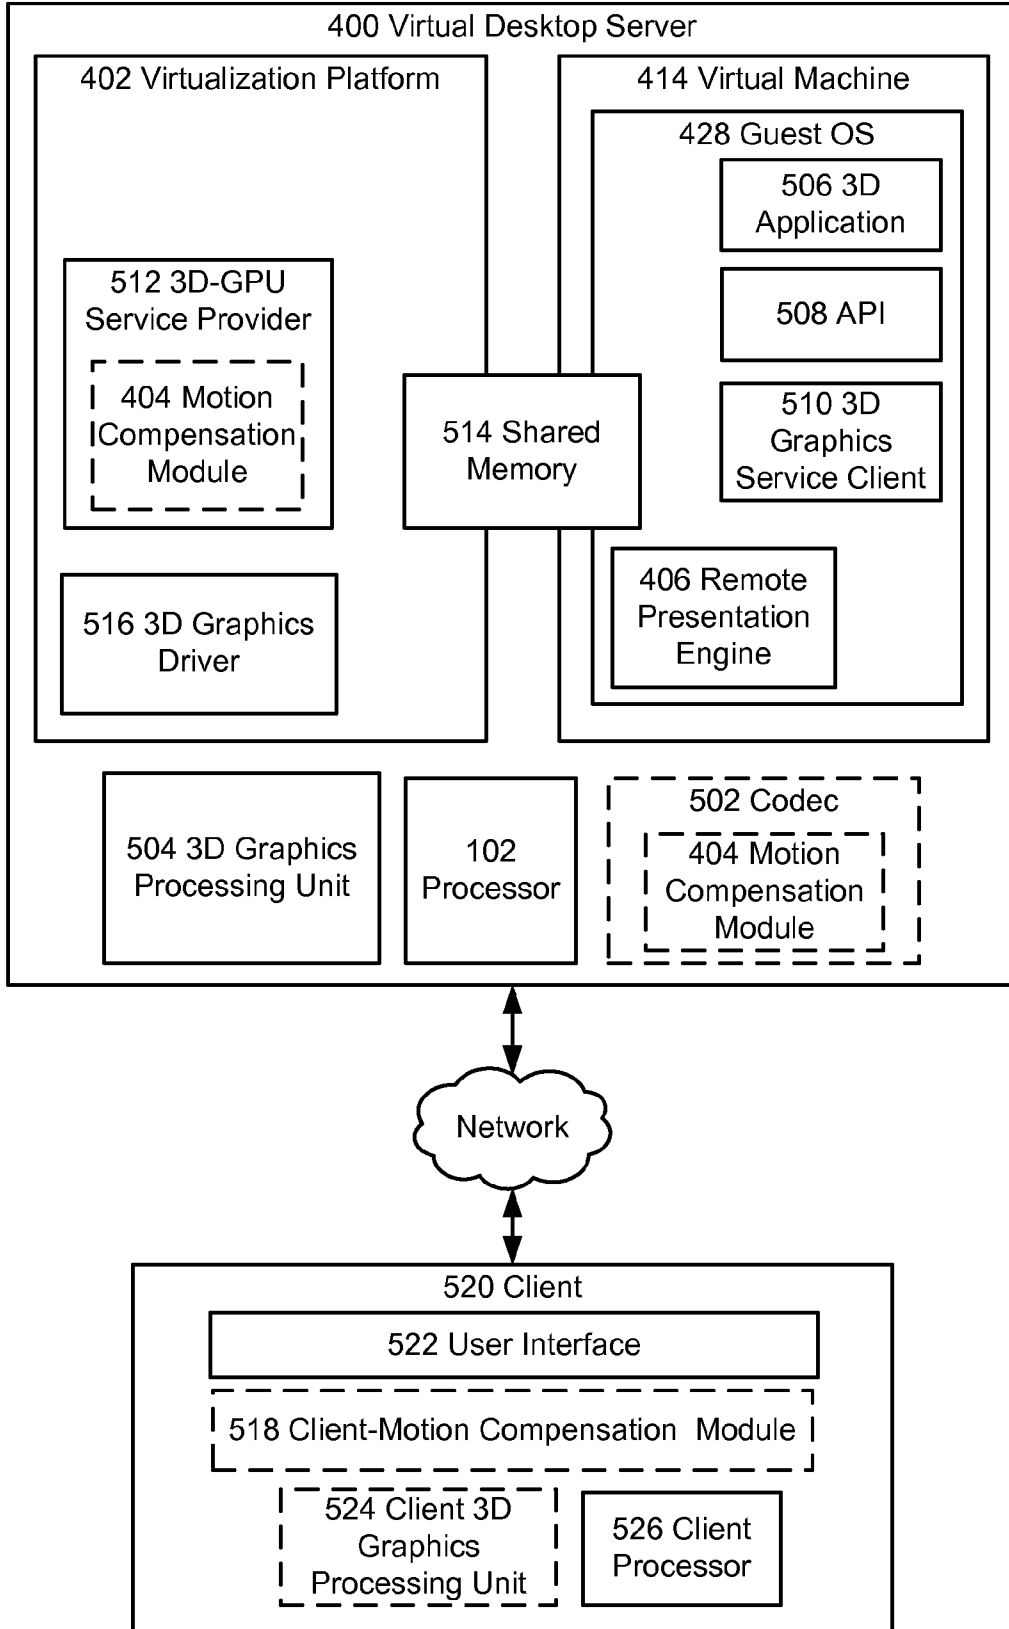 400 Virtual Desktop Server
402 Virtualization Platform
512 3D-GPU
Service Provider
404 Motion
Compensation
Module
516 3D Graphics
Driver
514 Shared
Memory
414 Virtual Machine
428 Guest OS
506 3D
Application
508 API
510 3D
Graphics
Service Client
406 Remote
Presentation
Engine
504 3D Graphics
Processing Unit
102
Processor
502 Codec
404 Motion
Compensation
Module
Network
520 Client
522 User Interface
518 Client-Motion Compensation Module
524 Client 3D
Graphics
Processing Unit
526 Client
Processor